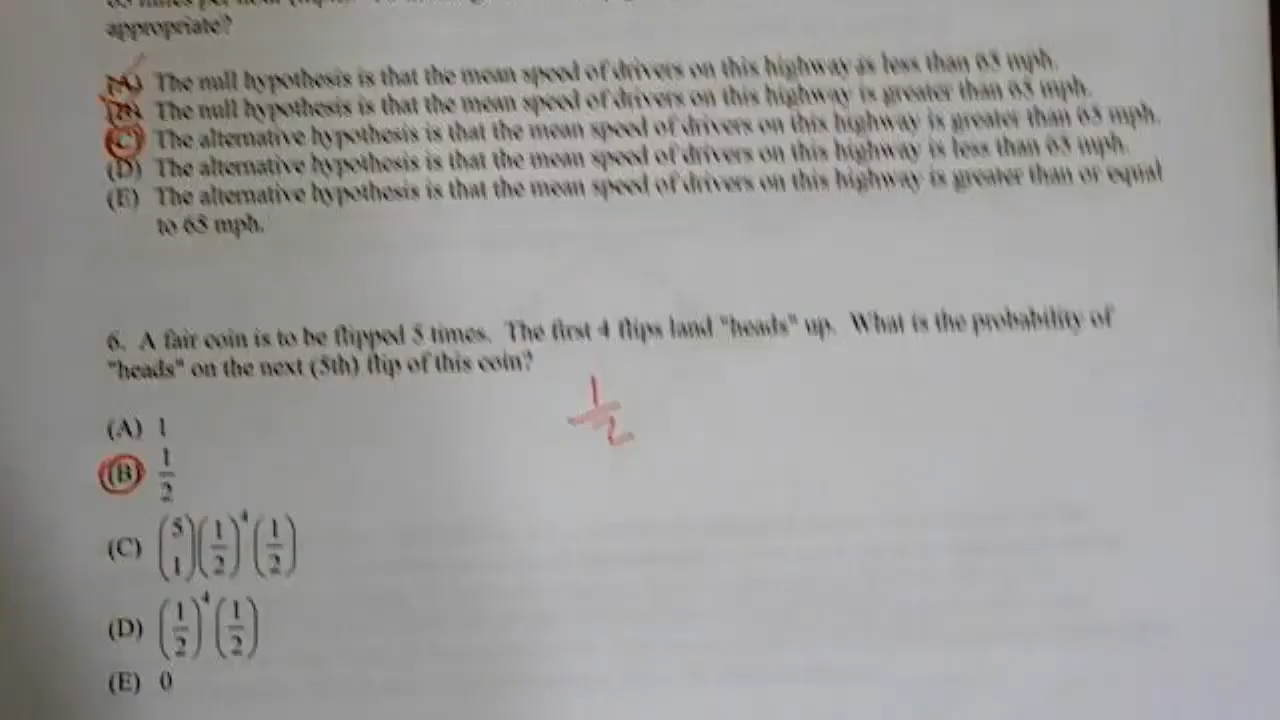 appropriate?
(A) The null hypothesis is that the mean speed of drivers on this highway is less than 65 mph.
(B) The null hypothesis is that the mean speed of drivers on this highway is greater than 65 mph.
(C) The alternative hypothesis is that the mean speed of drivers on this highway is greater than 65 mph.
(D) The alternative hypothesis is that the mean speed of drivers on this highway is less than 65 mph.
(E) The alternative hypothesis is that the mean speed of drivers on this highway is greater than or equal
to 65 mph.
6. A fair coin is to be flipped 5 times. The first 4 flips land "heads" up. What is the probability of
"heads" on the next (5th) flip of this coin?
1/2
(A) 1
(B) 1/2
(C) (5 1)(1/2)^4(1/2)
(D) (1/2)^4(1/2)
(E) 0